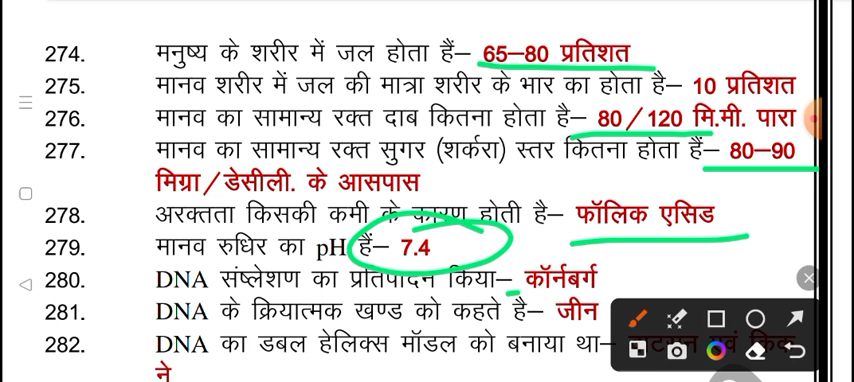 274. मनुष्य के शरीर में जल होता हैं– 65–80 प्रतिशत
275. मानव शरीर में जल की मात्रा शरीर के भार का होता है– 10 प्रतिशत
276. मानव का सामान्य रक्त दाब कितना होता है– 80/120 मि.मी. पारा
277. मानव का सामान्य रक्त सुगर (शर्करा) स्तर कितना होता हैं– 80–90
मिग्रा/डेसीली. के आसपास
278. अरक्तता किसकी कमी के कारण होती है– फॉलिक एसिड
279. मानव रुधिर का pH हैं– 7.4
280. DNA संष्लेशण का प्रतिपादन किया– कॉर्नबर्ग
281. DNA के क्रियात्मक खण्ड को कहते है– जीन
282. DNA का डबल हेलिक्स मॉडल को बनाया था–
ने